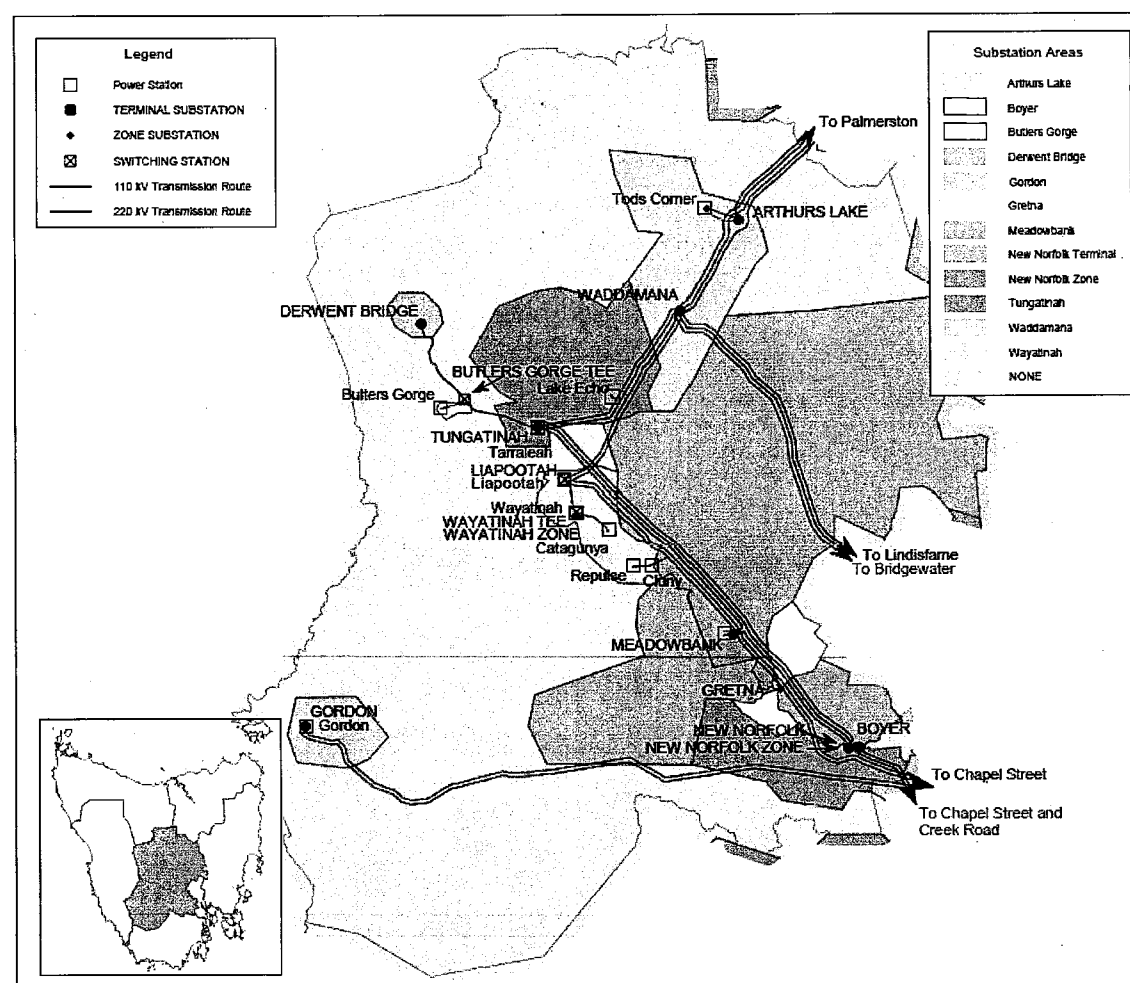 Legend
Power Station
TERMINAL SUBSTATION
ZONE SUBSTATION
SWITCHING STATION
110 kV Transmission Route
220 kV Transmission Route
Substation Areas
Arthurs Lake
Boyer
Butlers Gorge
Derwent Bridge
Gordon
Gretna
Meadowbank
New Norfolk Terminal
New Norfolk Zone
Tungatinah
Waddamana
Wayatinah
NONE
To Palmerston
Tods Corner
ARTHURS LAKE
WADDAMANA
DERWENT BRIDGE
BUTLERS GORGE TEE
Lake Echo
Butlers Gorge
TUNGATINAH
Tarraleah
LIAPOOTAH
Liapootah
Wayatinah
WAYATINAH TEE
WAYATINAH ZONE
Catagunya
To Lindisfarne
To Bridgewater
Repulse
Cluny
MEADOWBANK
GRETNA
GORDON
Gordon
NEW NORFOLK
BOYER
NEW NORFOLK ZONE
To Chapel Street
To Chapel Street and
Creek Road